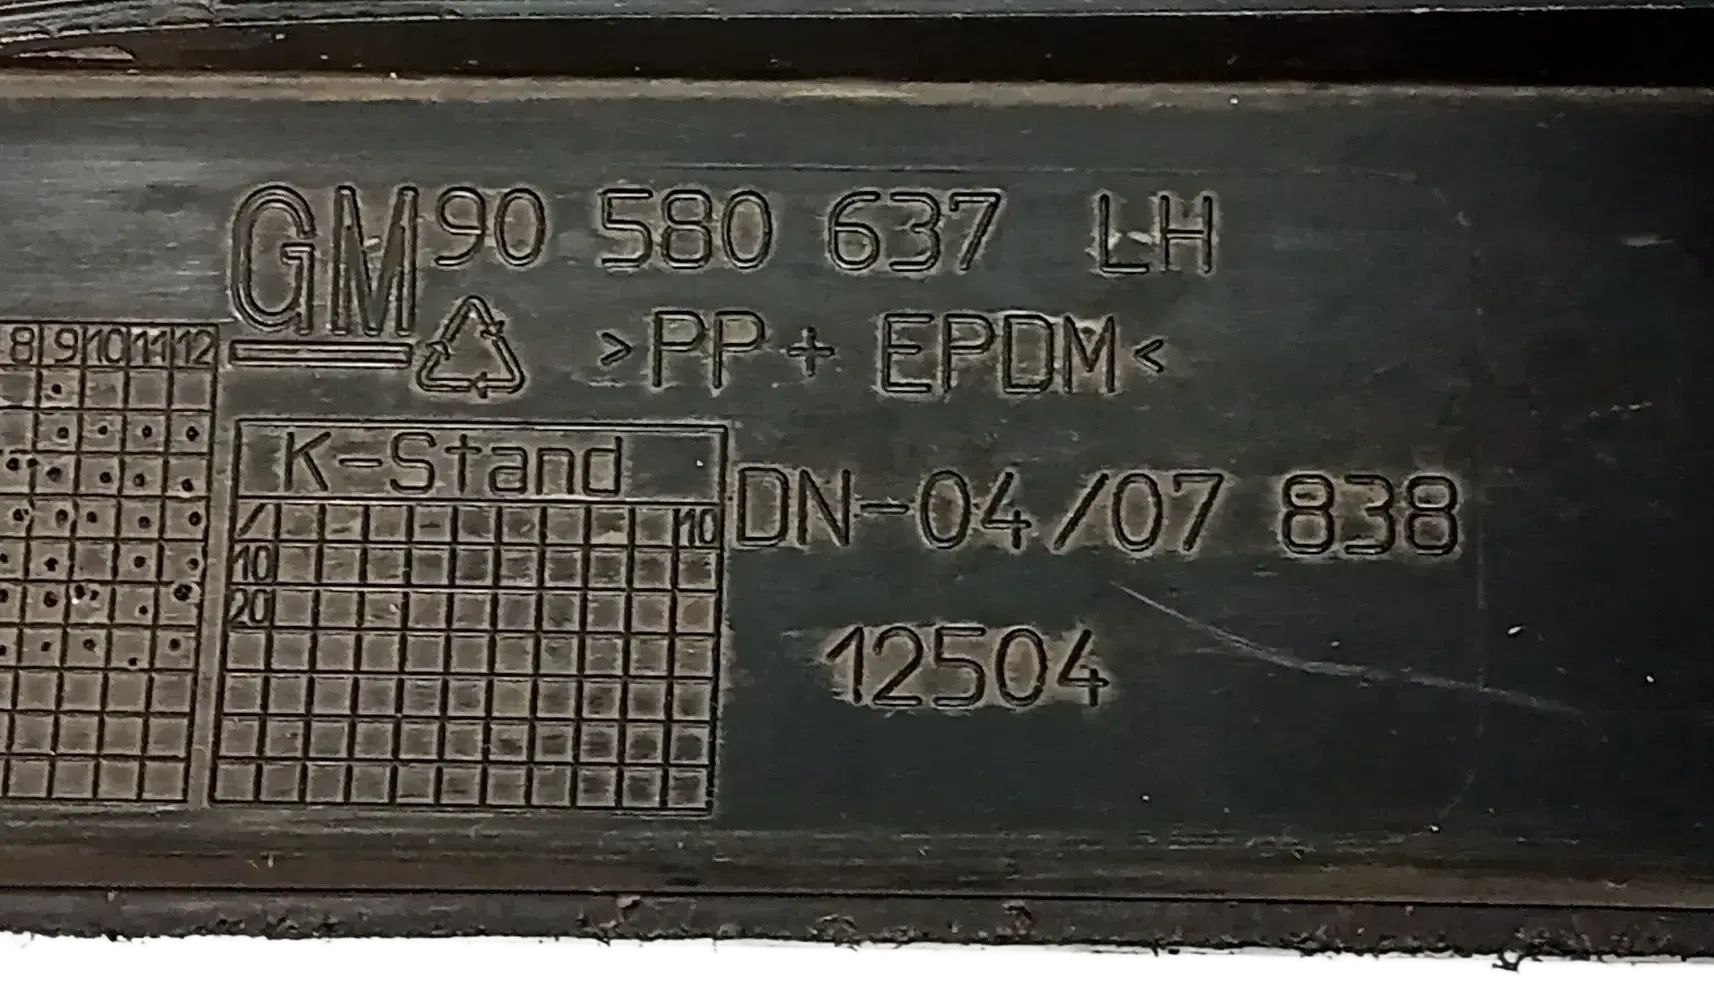 GM 90 580 637 LH
>PP+ EPDM<
8 9 10 11 12
K-Stand
DN-04/07 838
/ 10
10
20
12504